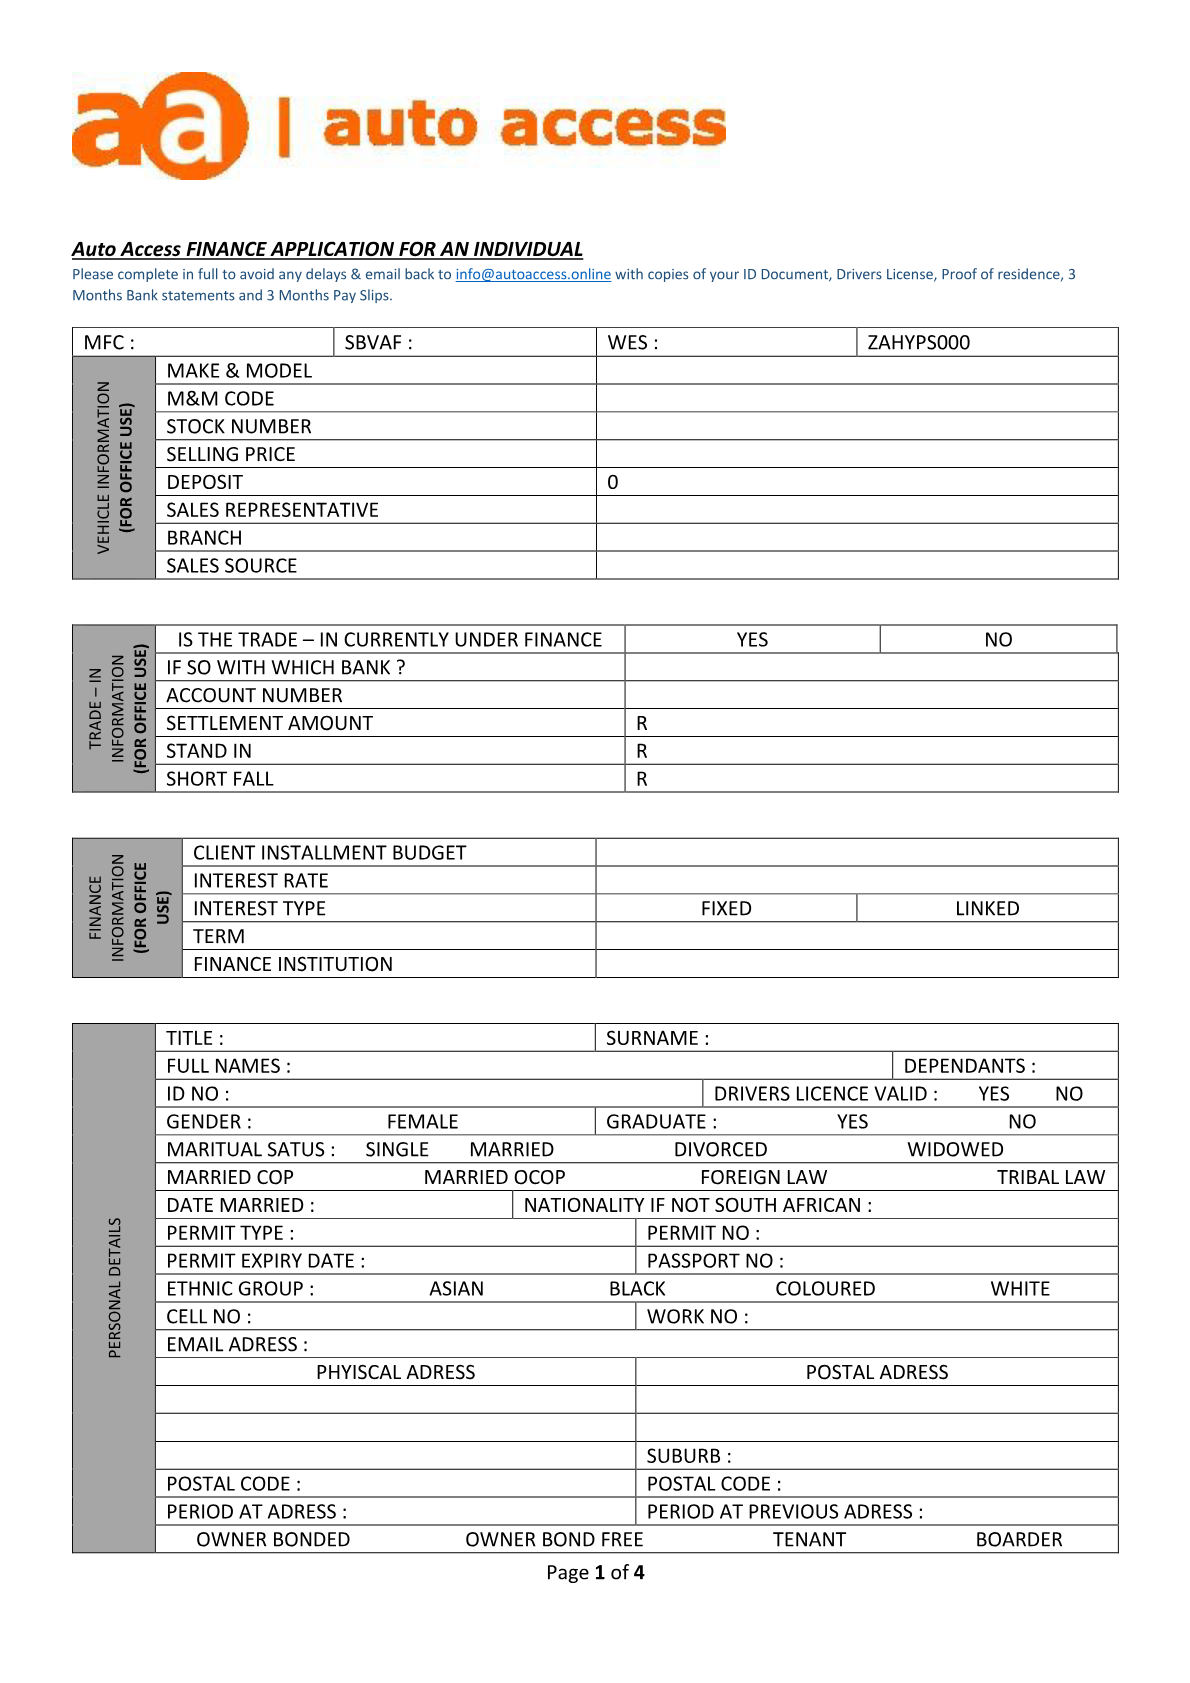 aa | auto access
Auto Access FINANCE APPLICATION FOR AN INDIVIDUAL
Please complete in full to avoid any delays & email back to info@autoaccess.online with copies of your ID Document, Drivers License, Proof of residence, 3
Months Bank statements and 3 Months Pay Slips.
MFC : SBVAF : WES : ZAHYPS000
VEHICLE INFORMATION
(FOR OFFICE USE)
MAKE & MODEL
M&M CODE
STOCK NUMBER
SELLING PRICE
DEPOSIT 0
SALES REPRESENTATIVE
BRANCH
SALES SOURCE
TRADE – IN
INFORMATION
(FOR OFFICE USE)
IS THE TRADE – IN CURRENTLY UNDER FINANCE YES NO
IF SO WITH WHICH BANK ?
ACCOUNT NUMBER
SETTLEMENT AMOUNT R
STAND IN R
SHORT FALL R
FINANCE
INFORMATION
(FOR OFFICE
USE)
CLIENT INSTALLMENT BUDGET
INTEREST RATE
INTEREST TYPE FIXED LINKED
TERM
FINANCE INSTITUTION
PERSONAL DETAILS
TITLE : SURNAME :
FULL NAMES : DEPENDANTS :
ID NO : DRIVERS LICENCE VALID : YES NO
GENDER : FEMALE GRADUATE : YES NO
MARITUAL SATUS : SINGLE MARRIED DIVORCED WIDOWED
MARRIED COP MARRIED OCOP FOREIGN LAW TRIBAL LAW
DATE MARRIED : NATIONALITY IF NOT SOUTH AFRICAN :
PERMIT TYPE : PERMIT NO :
PERMIT EXPIRY DATE : PASSPORT NO :
ETHNIC GROUP : ASIAN BLACK COLOURED WHITE
CELL NO : WORK NO :
EMAIL ADRESS :
PHYISCAL ADRESS POSTAL ADRESS
SUBURB :
POSTAL CODE : POSTAL CODE :
PERIOD AT ADRESS : PERIOD AT PREVIOUS ADRESS :
OWNER BONDED OWNER BOND FREE TENANT BOARDER
Page 1 of 4